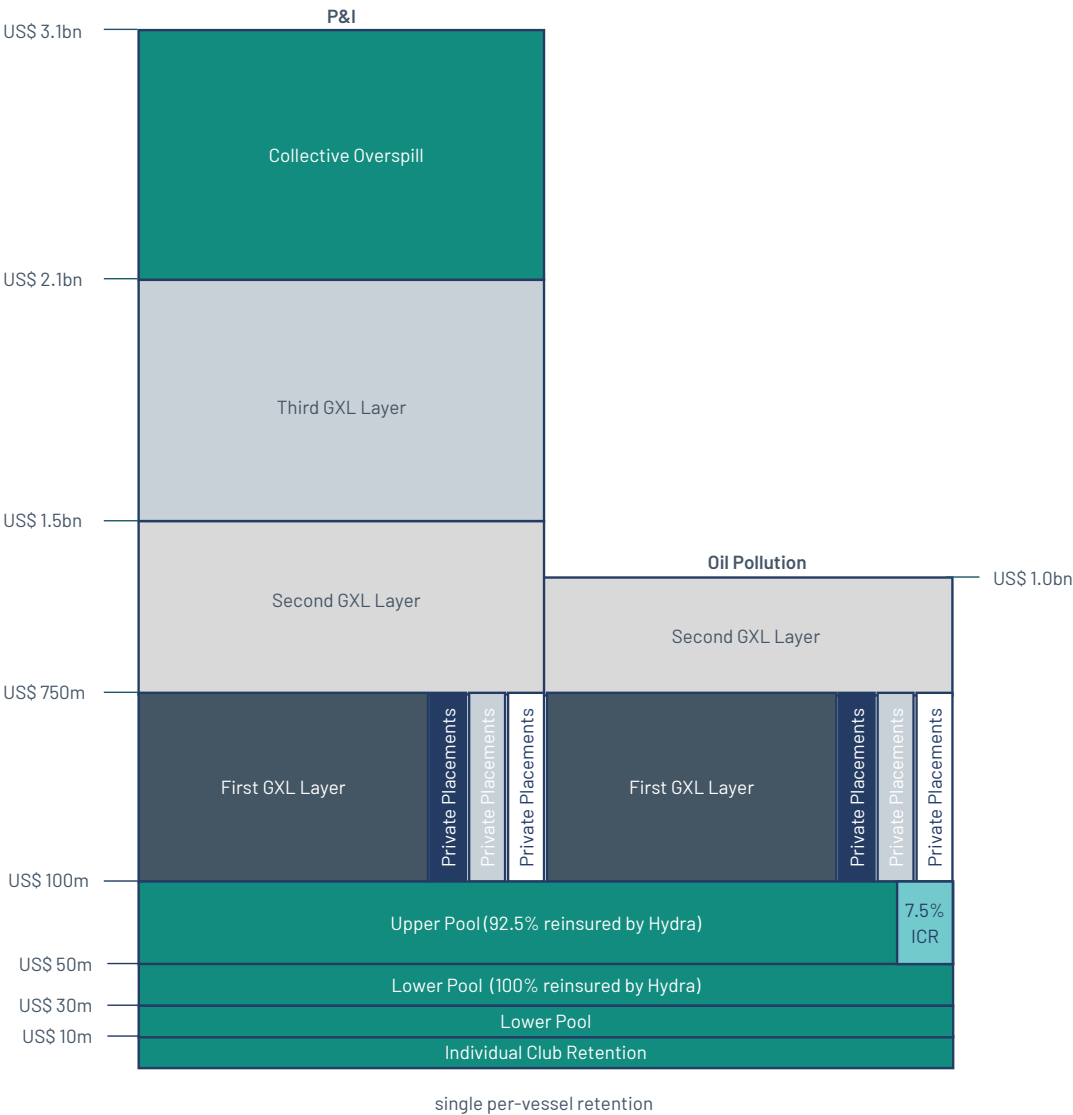 P&I
US$ 3.1bn
Collective Overspill
US$ 2.1bn
Third GXL Layer
US$ 1.5bn
Oil Pollution
US$ 1.0bn
Second GXL Layer
Second GXL Layer
US$ 750m
First GXL Layer
Private Placements
Private Placements
Private Placements
First GXL Layer
Private Placements
Private Placements
Private Placements
US$ 100m
Upper Pool (92.5% reinsured by Hydra)
7.5%
ICR
US$ 50m
Lower Pool (100% reinsured by Hydra)
US$ 30m
Lower Pool
US$ 10m
Individual Club Retention
single per-vessel retention